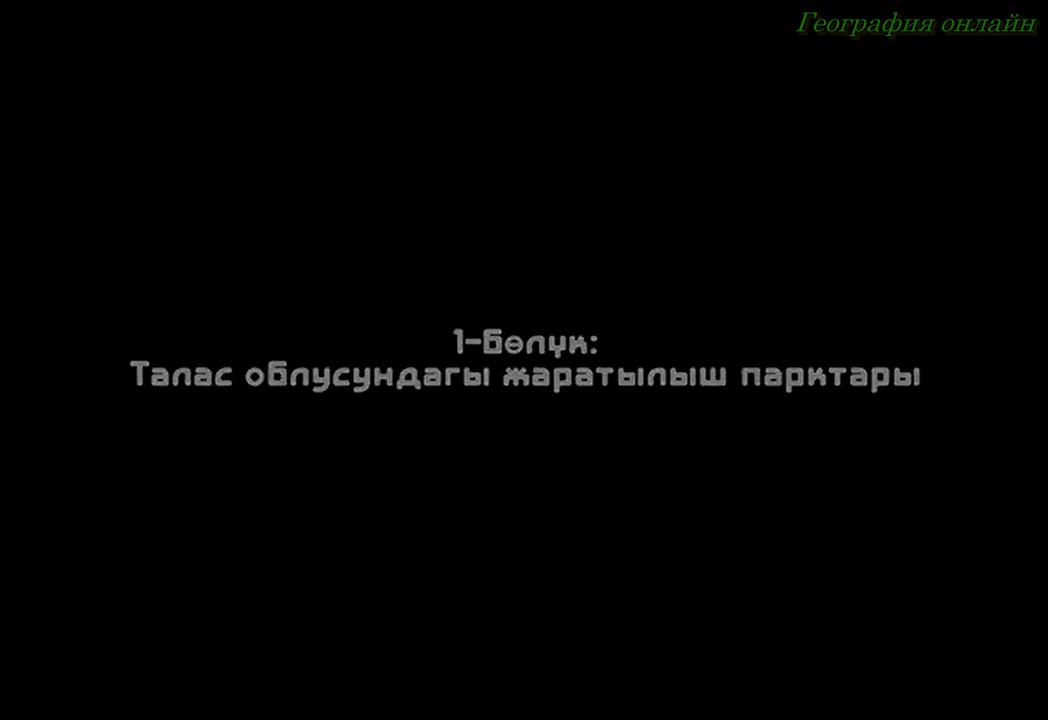 География онлайн
1-Бөлүк:
Талас облусундагы жаратылыш парктары